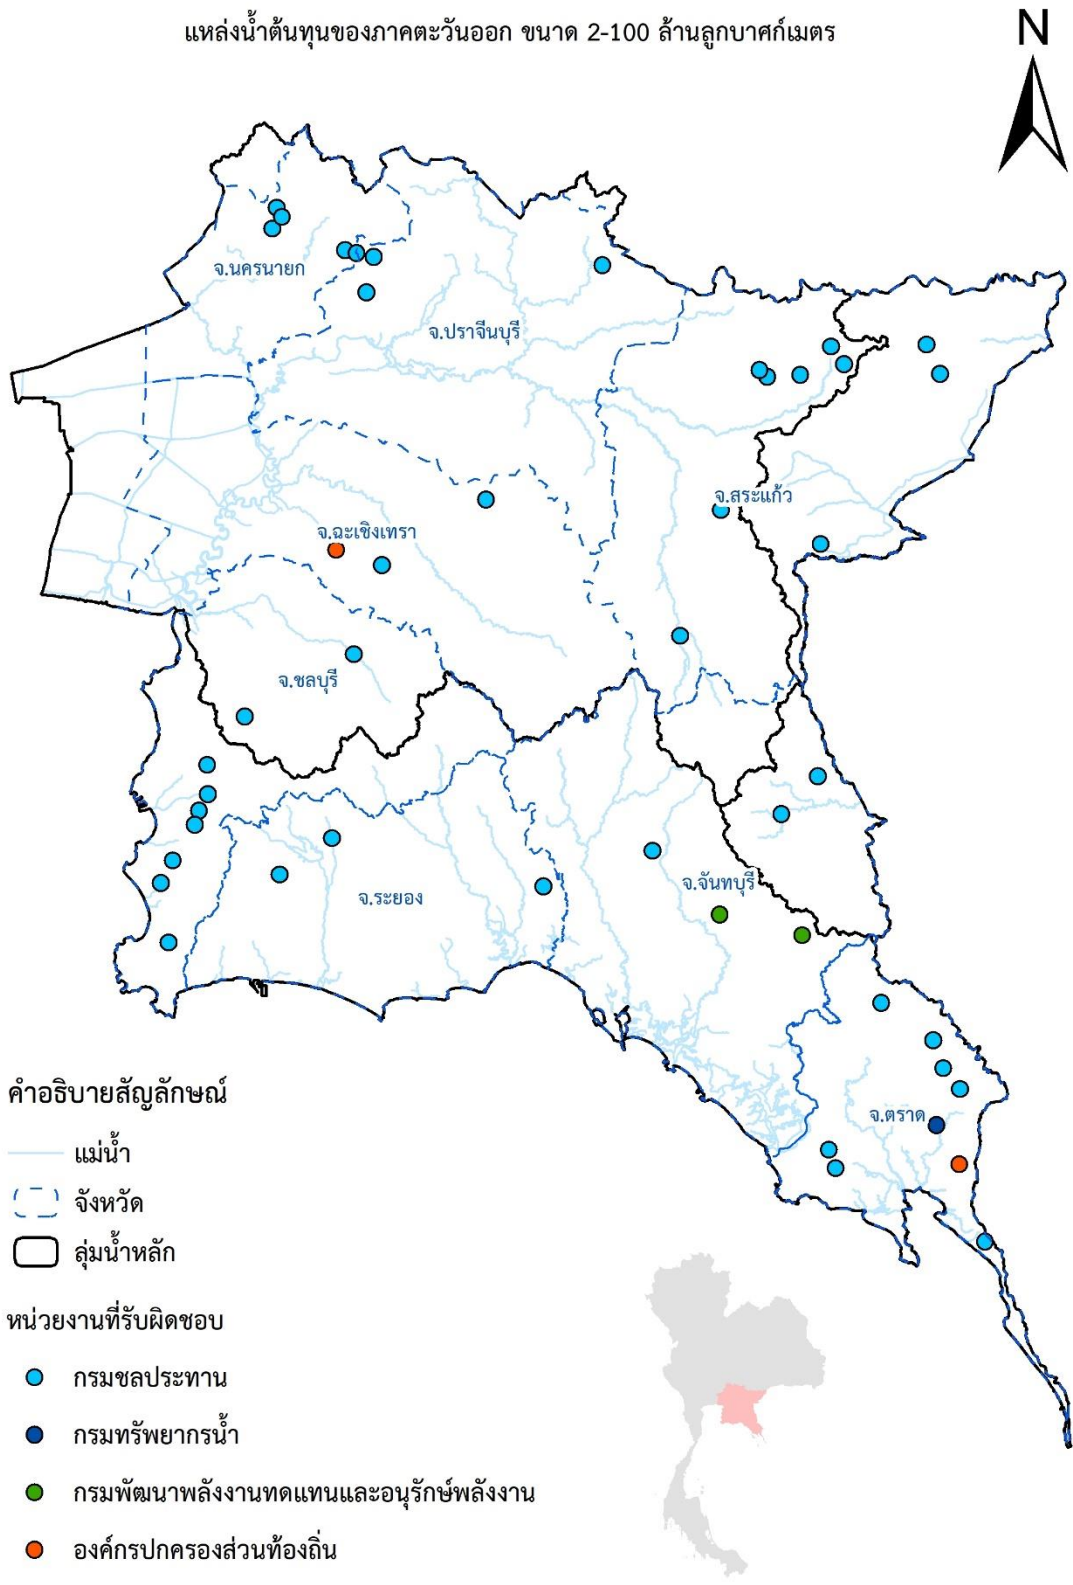 แหล่งน้ำต้นทุนของภาคตะวันออก ขนาด 2-100 ล้านลูกบาศก์เมตร
N
จ.นครนายก
จ.ปราจีนบุรี
จ.สระแก้ว
จ.ฉะเชิงเทรา
จ.ชลบุรี
จ.จันทบุรี
จ.ระยอง
จ.ตราด
คำอธิบายสัญลักษณ์
แม่น้ำ
จังหวัด
ลุ่มน้ำหลัก
หน่วยงานที่รับผิดชอบ
กรมชลประทาน
กรมทรัพยากรน้ำ
กรมพัฒนาพลังงานทดแทนและอนุรักษ์พลังงาน
องค์กรปกครองส่วนท้องถิ่น